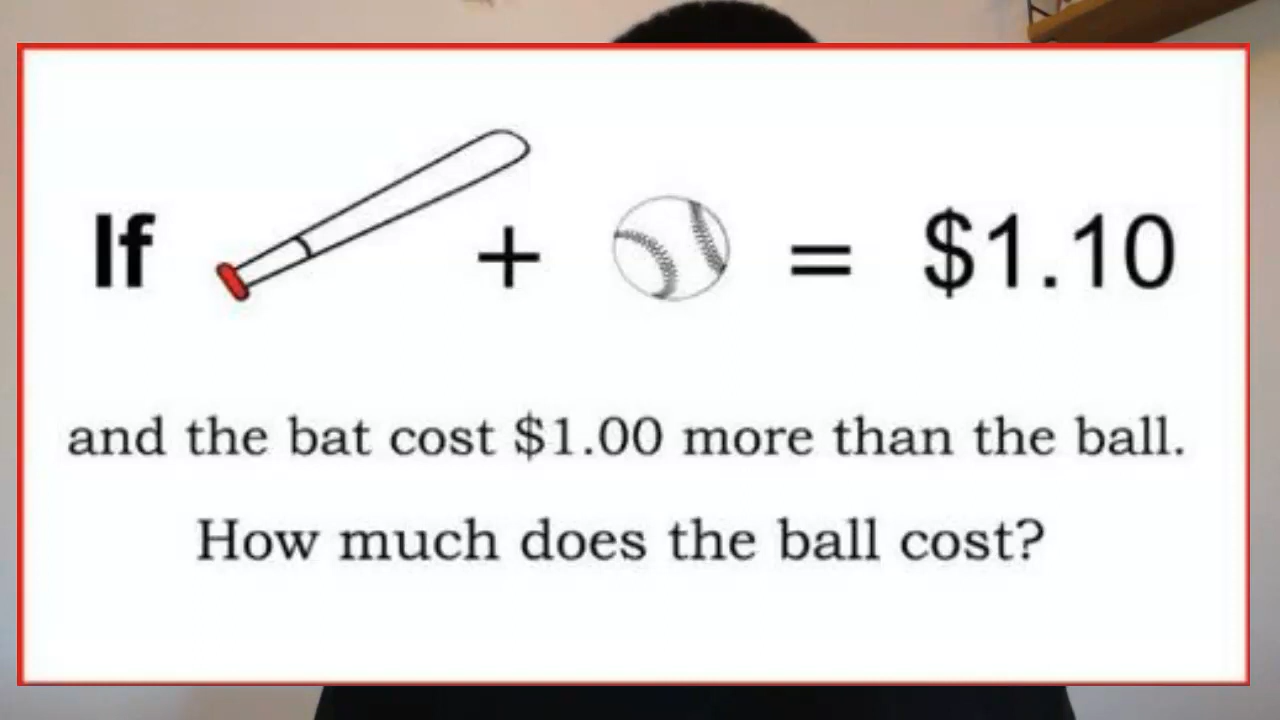 If + = $1.10
and the bat cost $1.00 more than the ball.
How much does the ball cost?